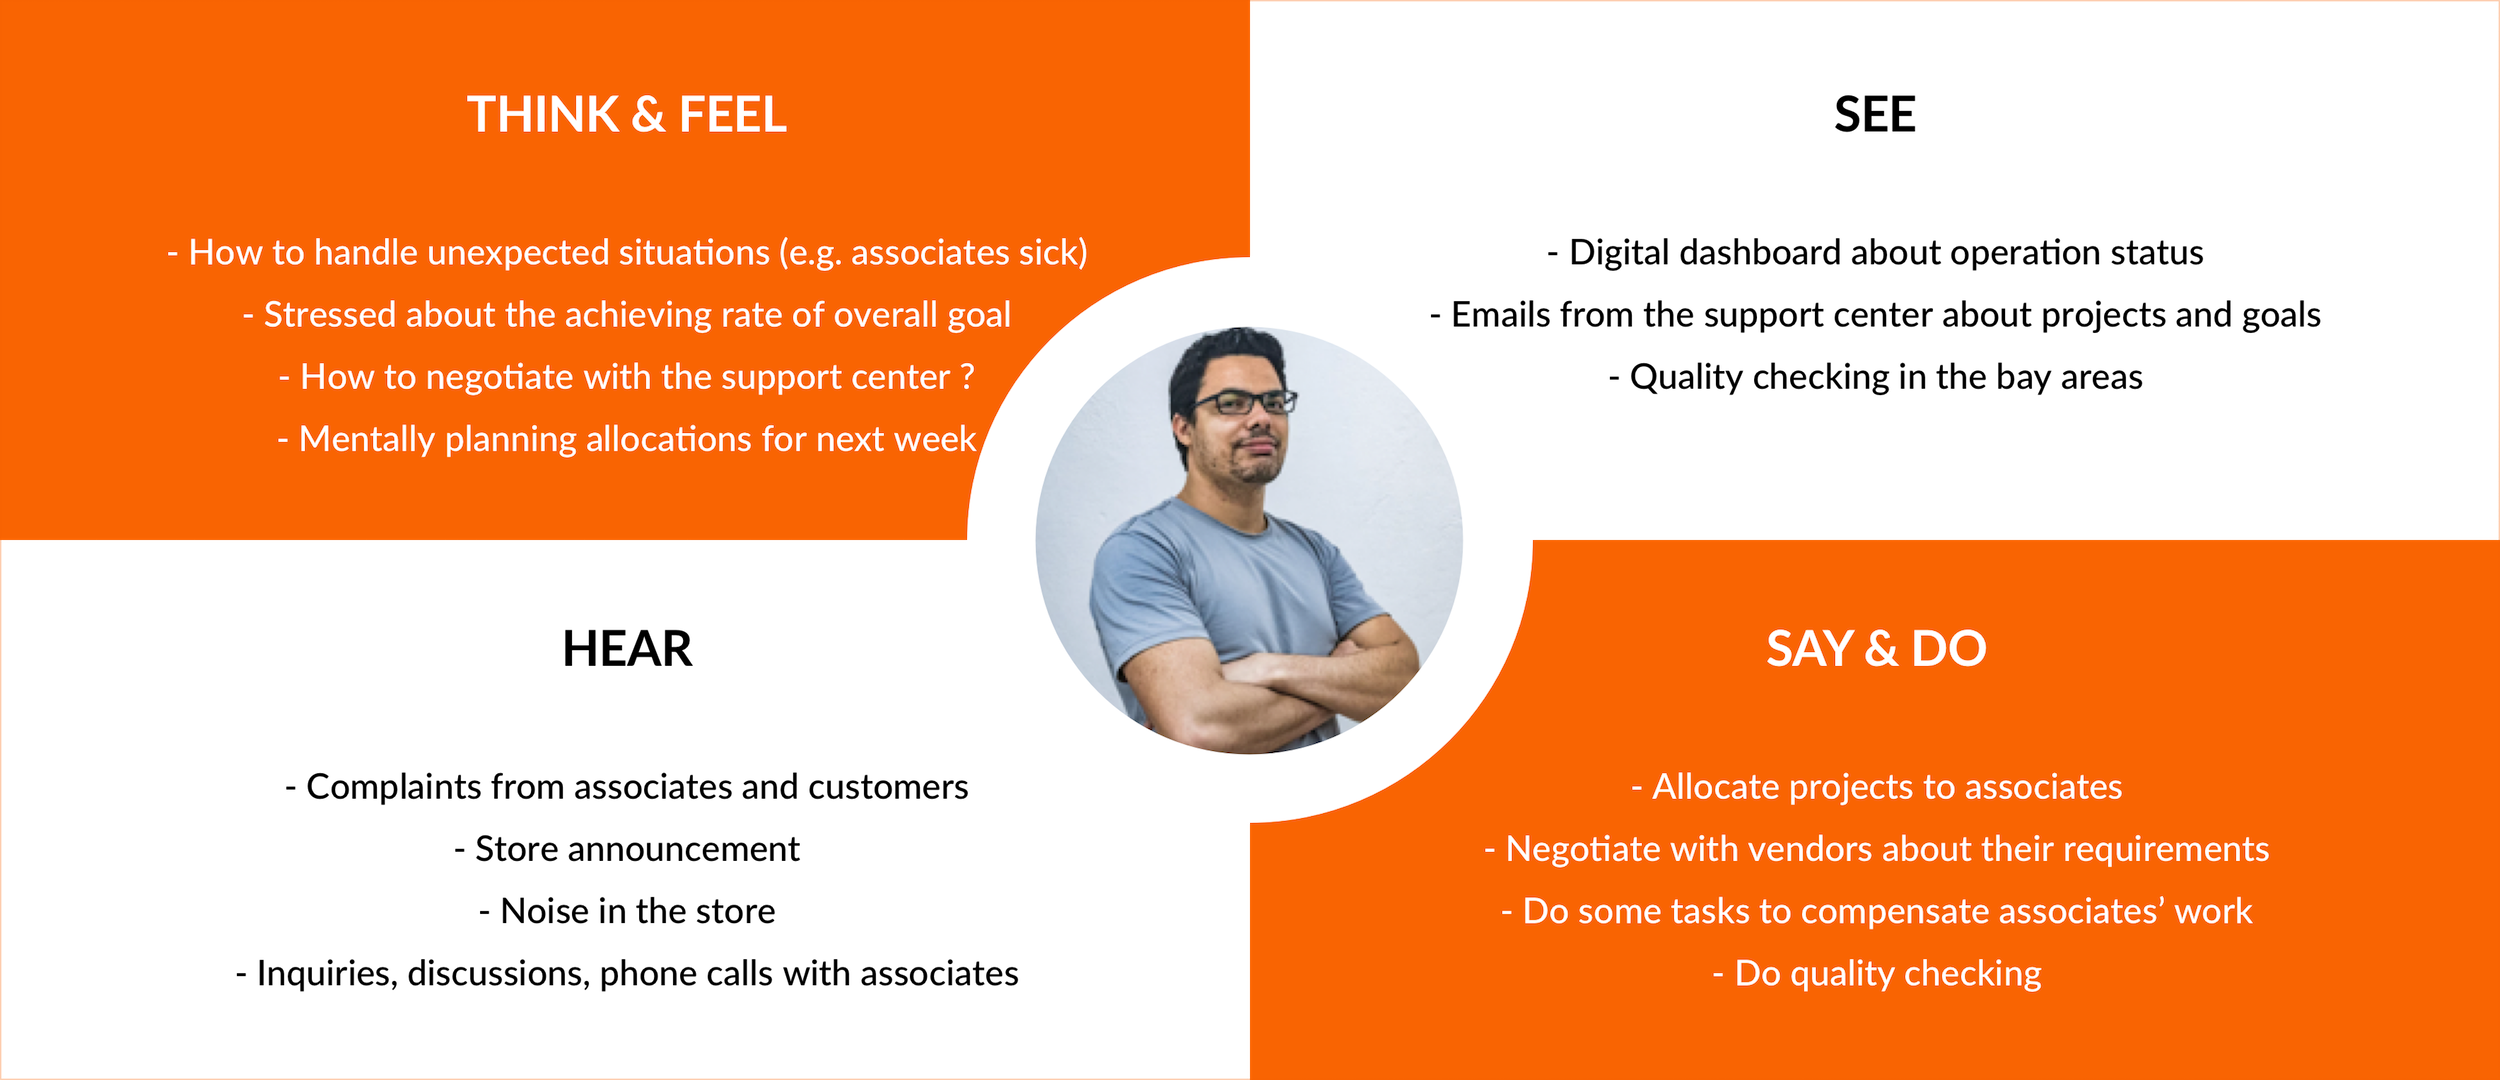 THINK & FEEL
- How to handle unexpected situations (e.g. associates sick)
- Stressed about the achieving rate of overall goal
- How to negotiate with the support center ?
- Mentally planning allocations for next week
SEE
- Digital dashboard about operation status
- Emails from the support center about projects and goals
- Quality checking in the bay areas
HEAR
- Complaints from associates and customers
- Store announcement
- Noise in the store
- Inquiries, discussions, phone calls with associates
SAY & DO
- Allocate projects to associates
- Negotiate with vendors about their requirements
- Do some tasks to compensate associates’ work
- Do quality checking